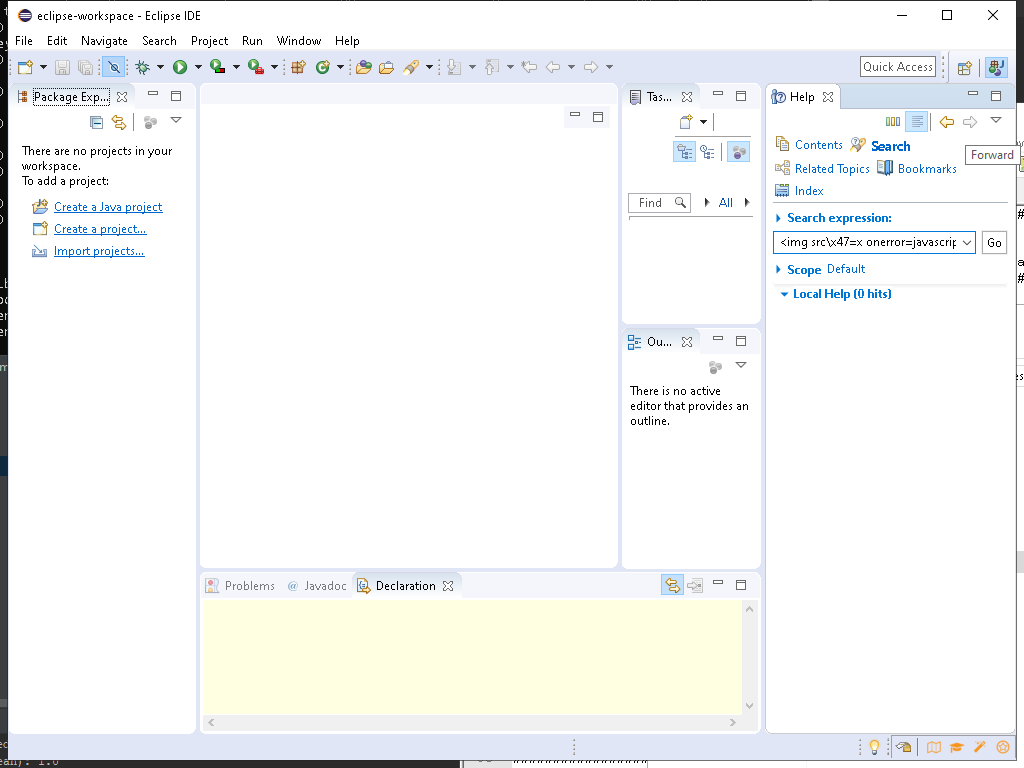 eclipse-workspace - Eclipse IDE
File Edit Navigate Search Project Run Window Help
Quick Access
Package Exp...
There are no projects in your
workspace.
To add a project:
Create a Java project
Create a project...
Import projects...
Tas...
Find
All
Ou...
There is no active
editor that provides an
outline.
Help
Contents Search
Forward
Related Topics Bookmarks
Index
Search expression:
<img src\x47=x onerror=javascrip
Go
Scope Default
Local Help (0 hits)
Problems @ Javadoc Declaration